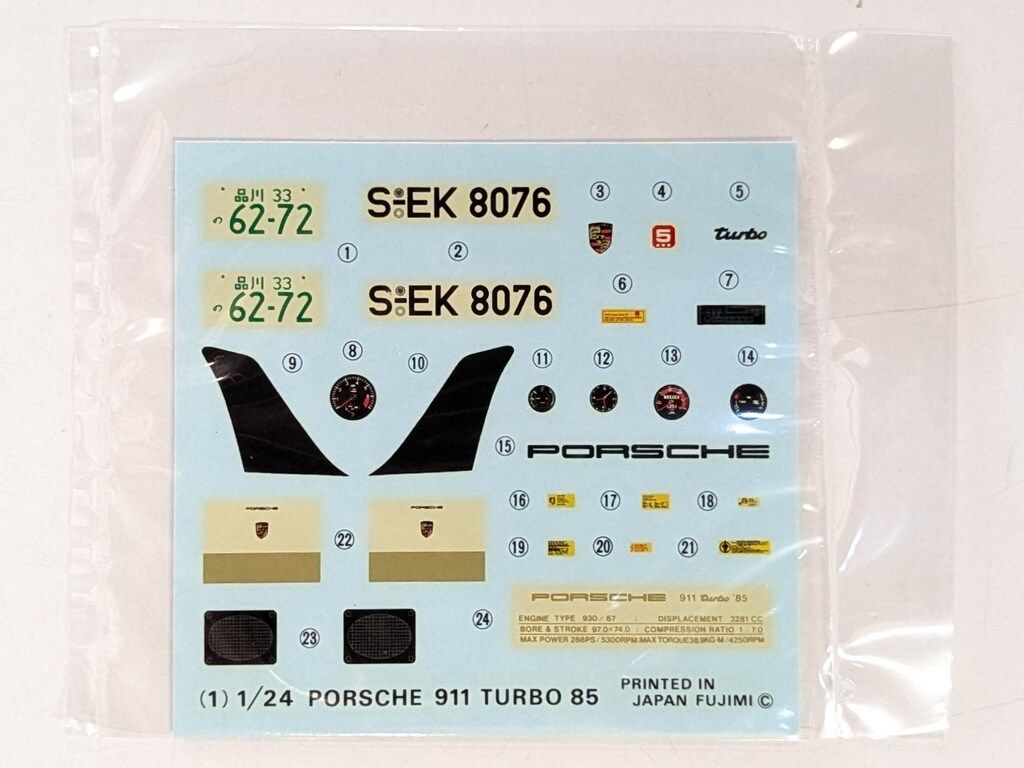 品川 33
の 62-72
S-EK 8076
③
④
⑤
5
turbo
①
②
品川 33
の 62-72
S-EK 8076
⑥
⑦
⑨
⑧
⑩
⑪
⑫
⑬
⑭
⑮
PORSCHE
PORSCHE
PORSCHE
㉒
⑯
⑰
⑱
⑲
⑳
㉑
㉓
㉔
PORSCHE 911 turbo '85
ENGINE TYPE 930 / 67 : DISPLACEMENT 3281 CC
BORE & STROKE 97.0×74.0 : COMPRESSION RATIO 1 : 7.0
MAX POWER 288PS / 5300RPM:MAX TORQUE38.9KG-M / 4250RPM
(1) 1/24 PORSCHE 911 TURBO 85
PRINTED IN
JAPAN FUJIMI ©